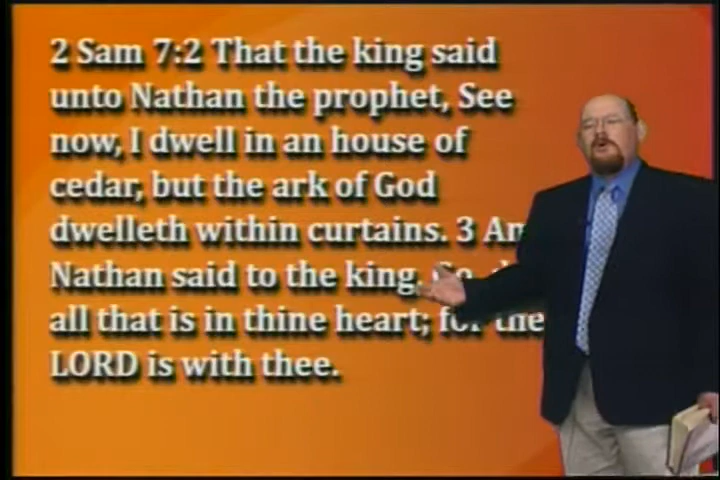 2 Sam 7:2 That the king said
unto Nathan the prophet, See
now, I dwell in an house of
cedar, but the ark of God
dwelleth within curtains. 3
Nathan said to the king,
all that is in thine heart; for the
LORD is with thee.